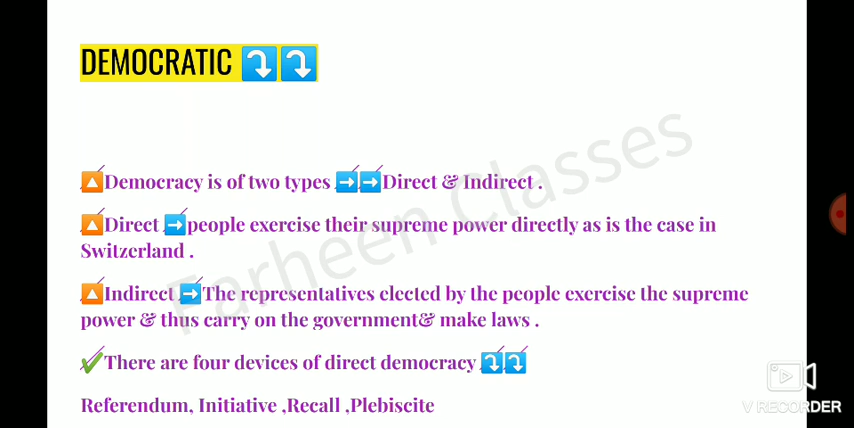 DEMOCRATIC ⤵️⤵️
🔼Democracy is of two types ➡️➡️Direct & Indirect .
🔼Direct ➡️people exercise their supreme power directly as is the case in
Switzerland .
🔼Indirect ➡️The representatives elected by the people exercise the supreme
power & thus carry on the government& make laws .
✔️There are four devices of direct democracy ⤵️⤵️
Referendum, Initiative ,Recall ,Plebiscite
Farheen Classes
V RECORDER